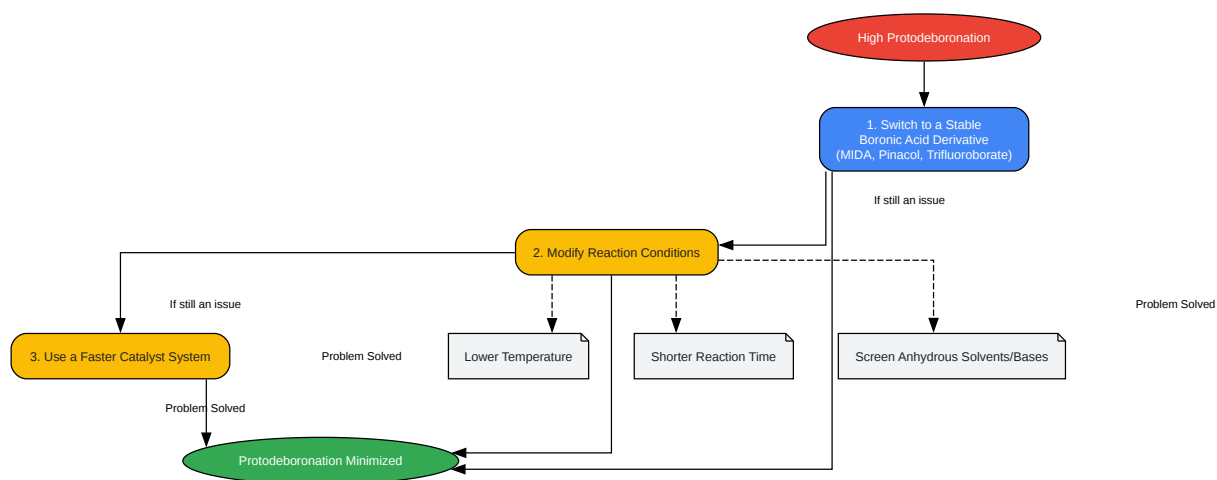 High Protodeboronation
1. Switch to a Stable
Boronic Acid Derivative
(MIDA, Pinacol, Trifluoroborate)
If still an issue
2. Modify Reaction Conditions
If still an issue
Problem Solved
3. Use a Faster Catalyst System
Problem Solved
Lower Temperature
Shorter Reaction Time
Screen Anhydrous Solvents/Bases
Problem Solved
Protodeboronation Minimized